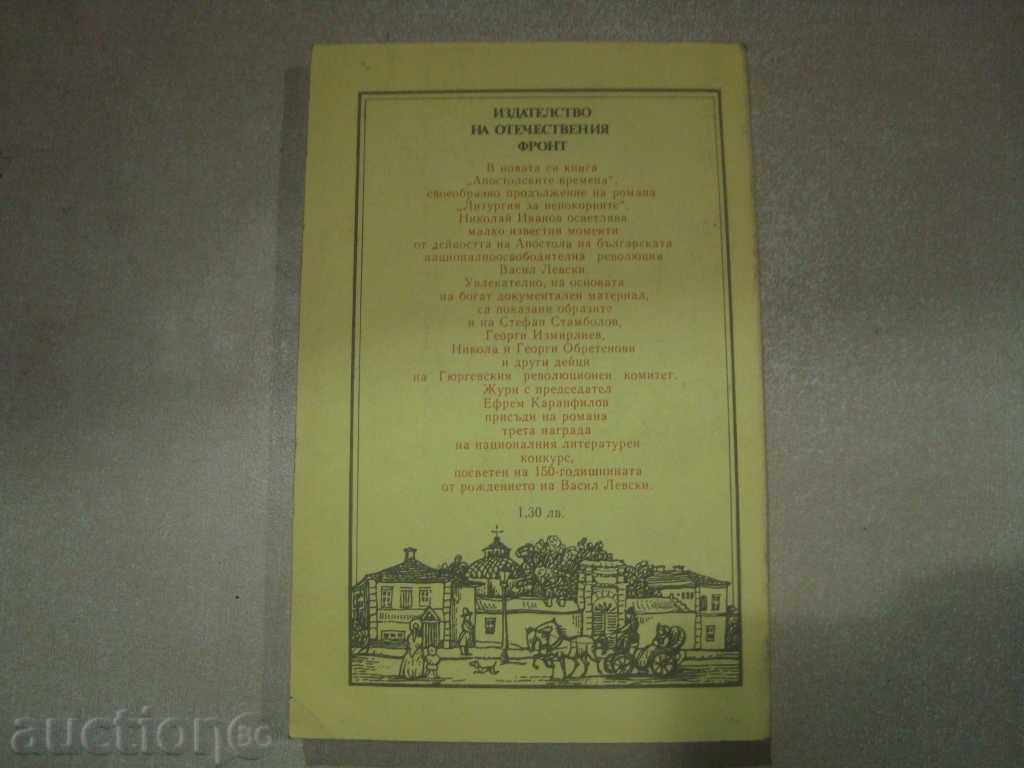 ИЗДАТЕЛСТВО
НА ОТЕЧЕСТВЕНИЯ
ФРОНТ
В новата си книга
„Апостолските времена",
своеобразно продължение на романа
„Литургия за непокорните",
Николай Иванов осветлява
малко известни моменти
от дейността на Апостола на българската
националноосвободителна революция
Васил Левски.
Увлекателно, на основата
на богат документален материал,
са показани образите
и на Стефан Стамболов,
Георги Измирлиев,
Никола и Георги Обретенови
и други дейци
на Гюргевския революционен комитет.
Жури с председател
Ефрем Каранфилов
присъди на романа
трета награда
на националния литературен
конкурс,
посветен на 150-годишнината
от рождението на Васил Левски.
1,30 лв.
auction BG